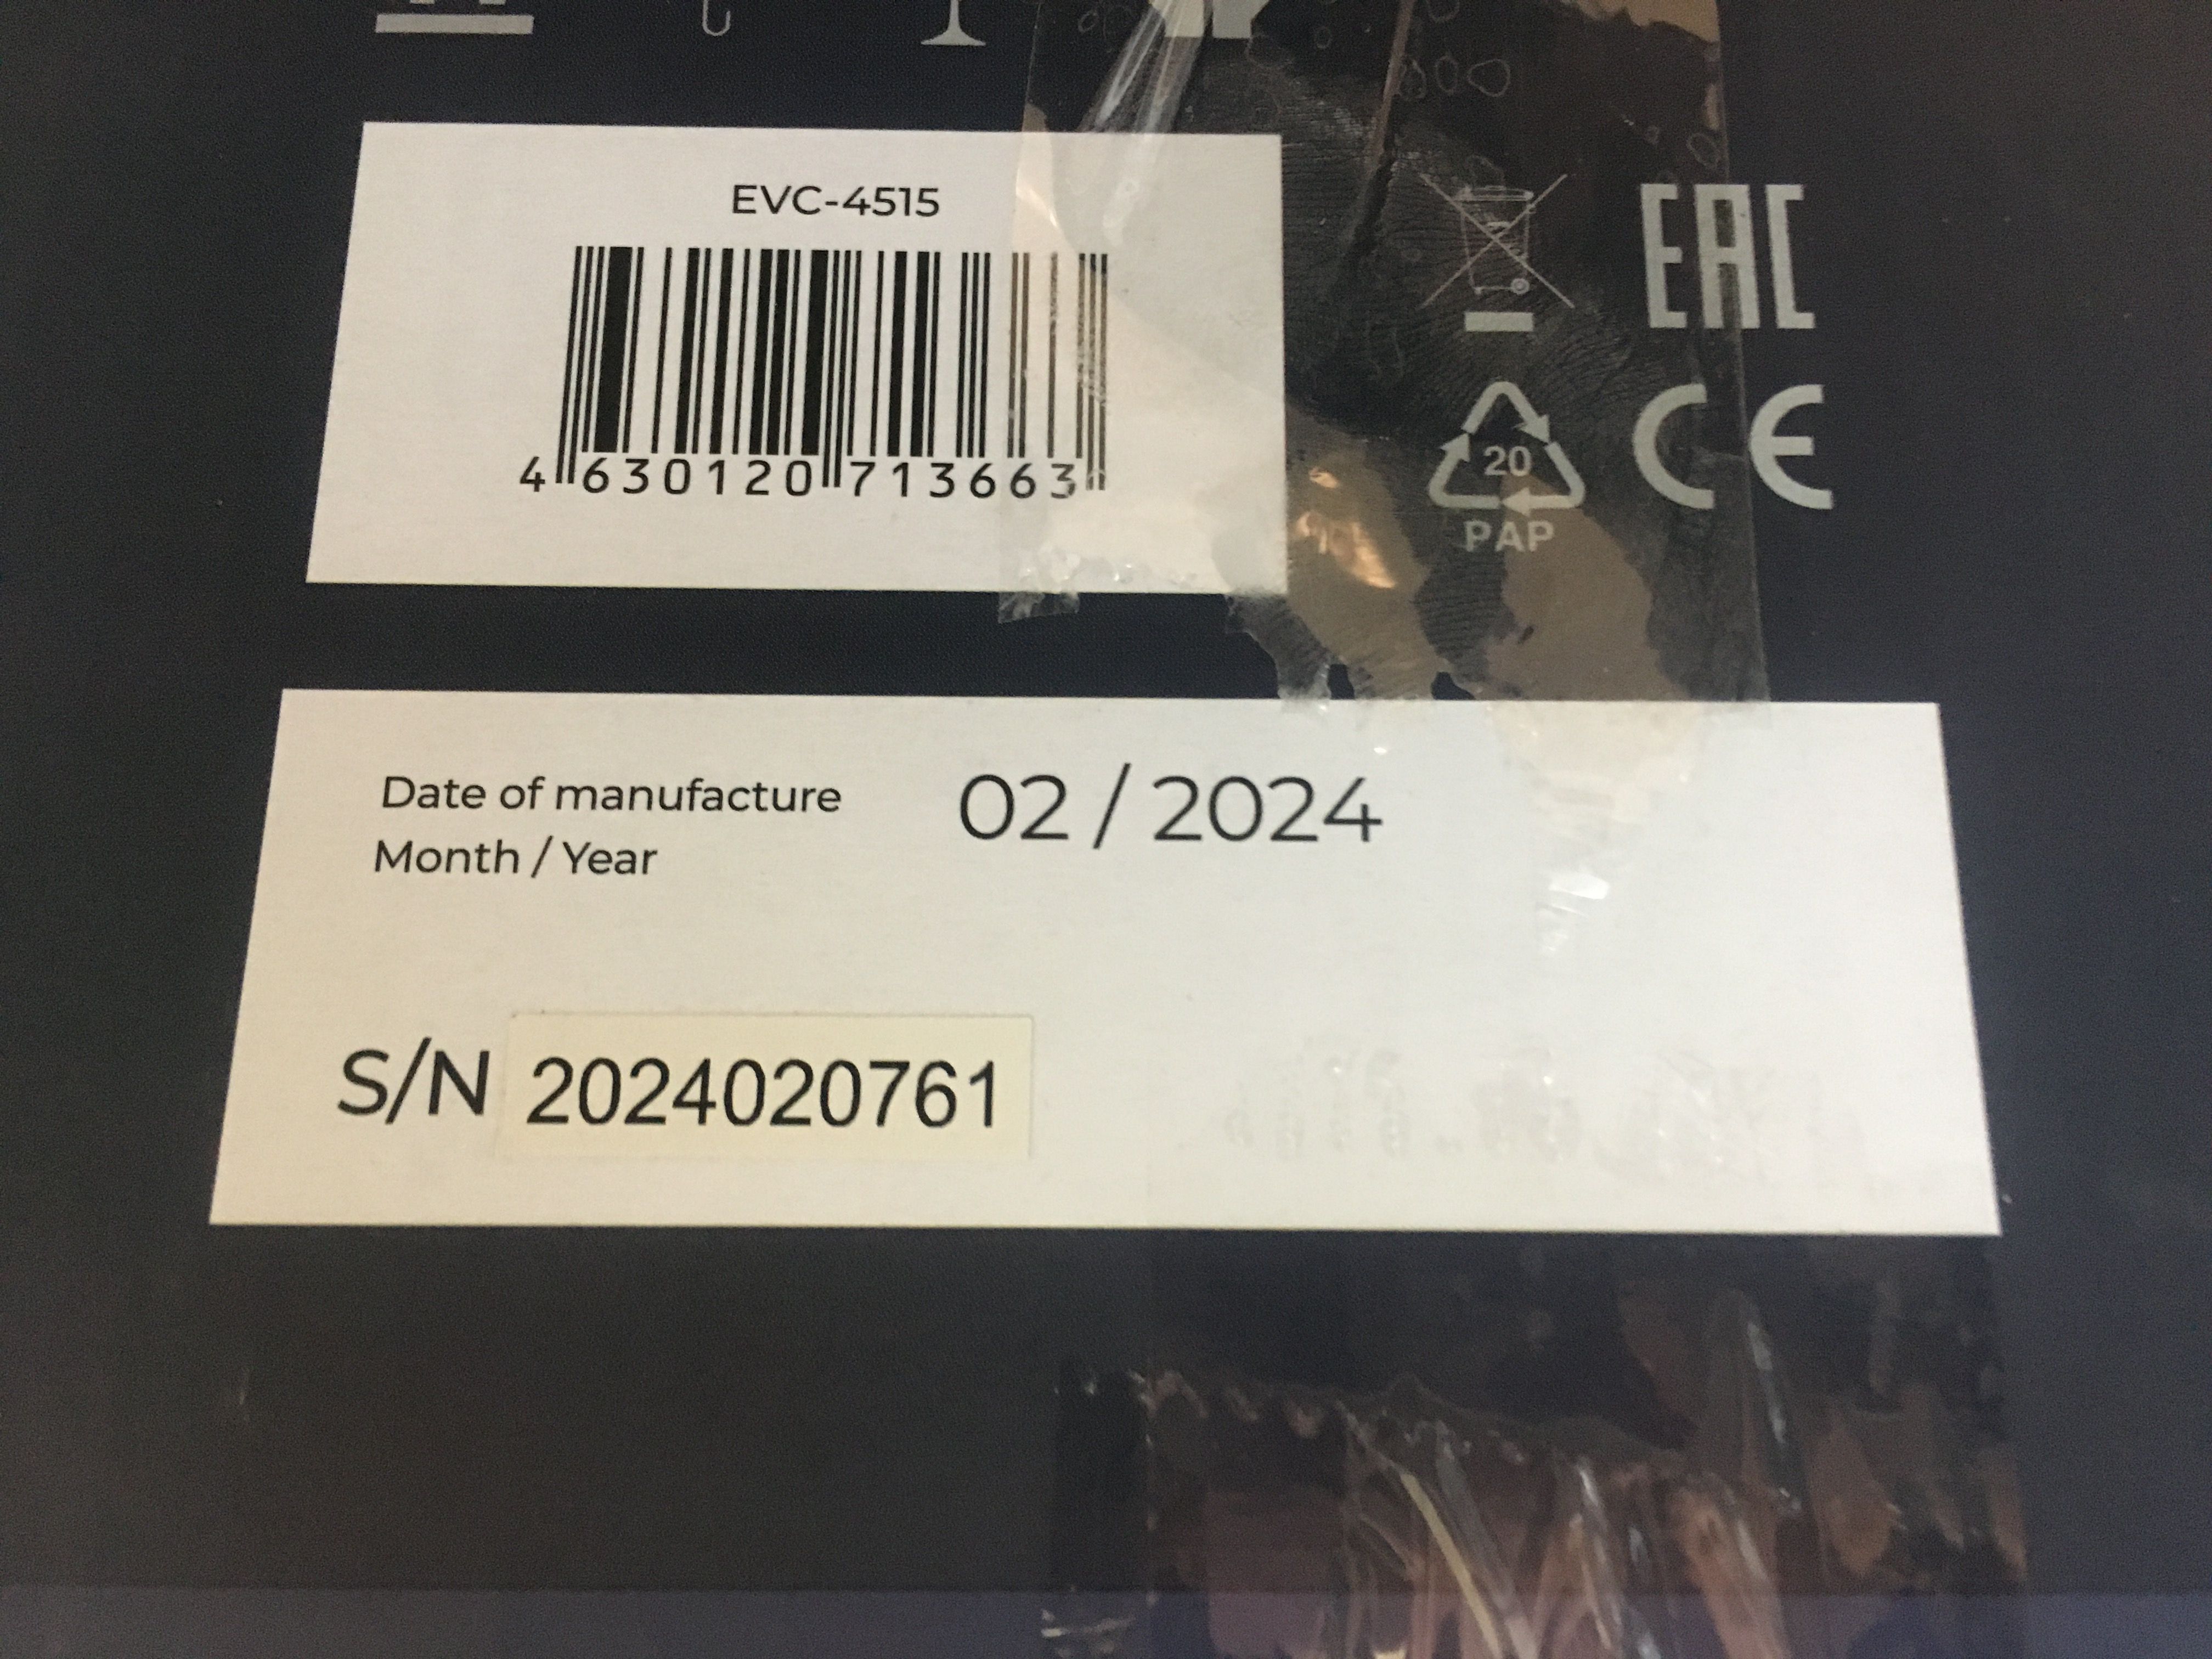 EVC-4515
4 630120 713663
EAC
20
PAP
CE
Date of manufacture 02 / 2024
Month / Year
S/N 2024020761